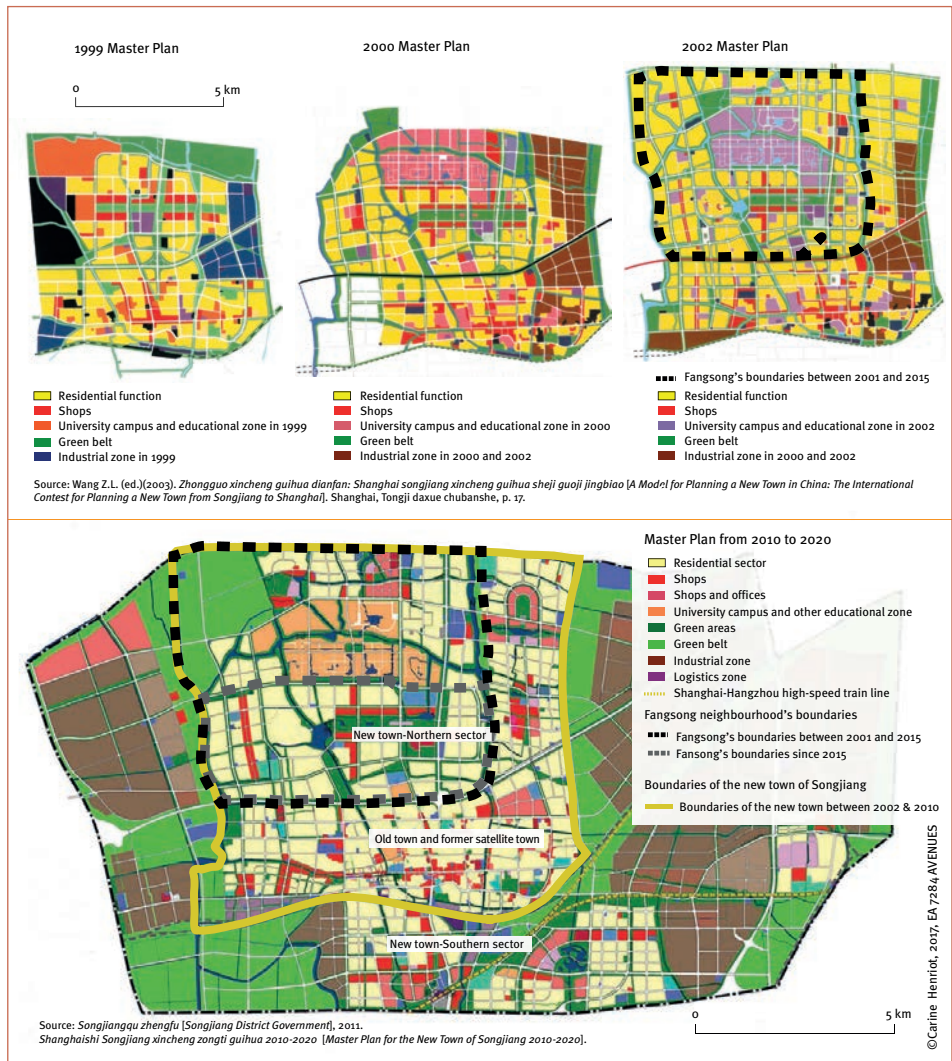 1999 Master Plan
2000 Master Plan
2002 Master Plan
0 5 km
Fangsong's boundaries between 2001 and 2015
Residential function
Shops
University campus and educational zone in 1999
Green belt
Industrial zone in 1999
Residential function
Shops
University campus and educational zone in 2000
Green belt
Industrial zone in 2000 and 2002
Residential function
Shops
University campus and educational zone in 2002
Green belt
Industrial zone in 2000 and 2002
Source: Wang Z.L. (ed.)(2003). Zhongguo xincheng guihua dianfan: Shanghai songjiang xincheng guihua sheji guoji jingbiao [A Model for Planning a New Town in China: The International
Contest for Planning a New Town from Songjiang to Shanghai]. Shanghai, Tongji daxue chubanshe, p. 17.
Master Plan from 2010 to 2020
Residential sector
Shops
Shops and offices
University campus and other educational zone
Green areas
Green belt
Industrial zone
Logistics zone
Shanghai-Hangzhou high-speed train line
Fangsong neighbourhood's boundaries
Fangsong's boundaries between 2001 and 2015
Fansong's boundaries since 2015
Boundaries of the new town of Songjiang
Boundaries of the new town between 2002 & 2010
New town-Northern sector
Old town and former satellite town
New town-Southern sector
Source: Songjiangqu zhengfu [Songjiang District Government], 2011.
Shanghaishi Songjiang xincheng zongti guihua 2010-2020 [Master Plan for the New Town of Songjiang 2010-2020].
0 5 km
©Carine Henriot, 2017, EA 7284 AVENUES